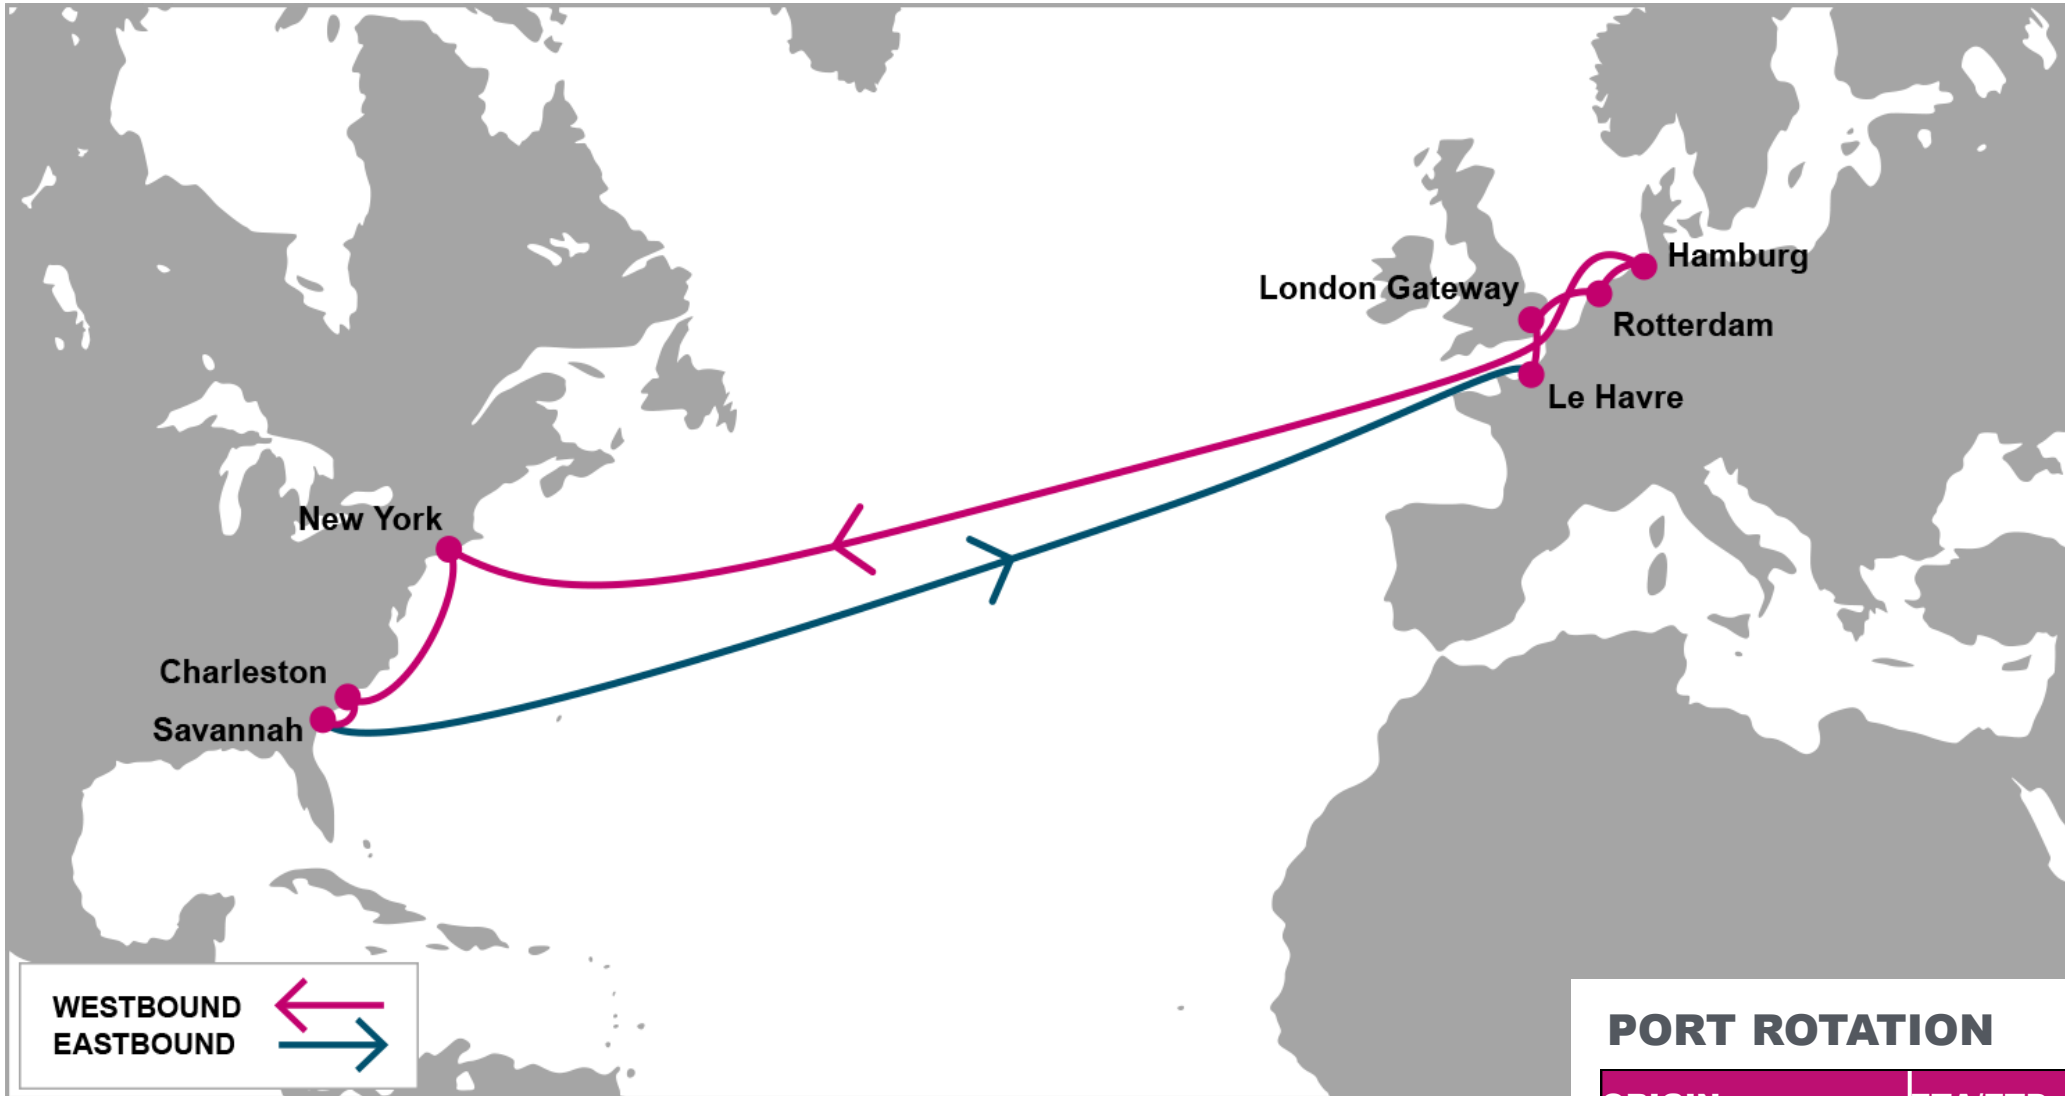 Hamburg
London Gateway
Rotterdam
Le Havre
New York
Charleston
Savannah
WESTBOUND
EASTBOUND
PORT ROTATION